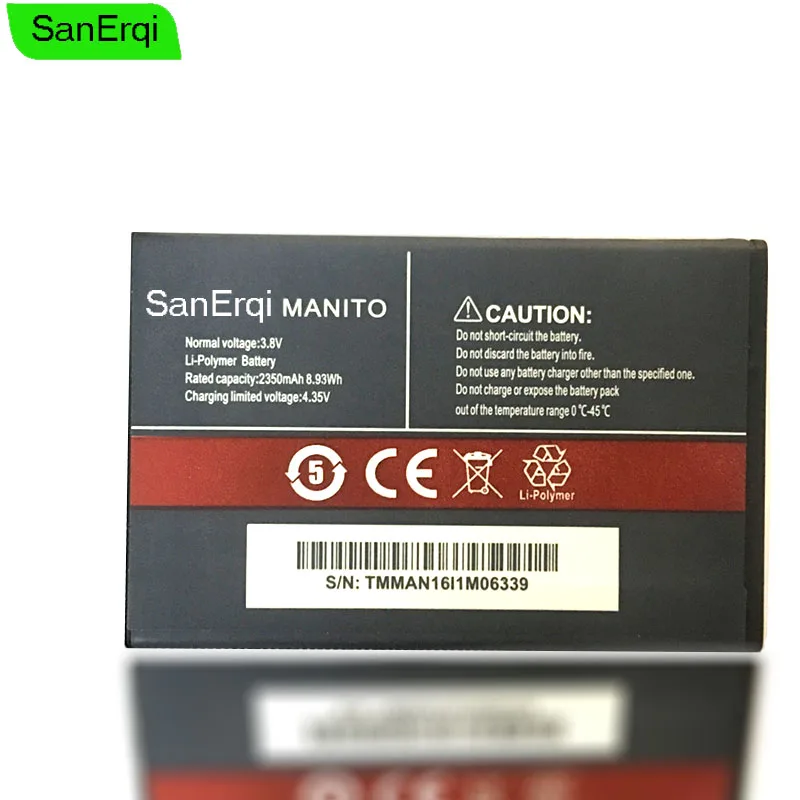 SanErqi
SanErqi MANITO
Normal voltage:3.8V
Li-Polymer Battery
Rated capacity:2350mAh 8.93Wh
Charging limited voltage:4.35V
CAUTION:
Do not short-circuit the battery.
Do not discard the battery into fire.
Do not use any battery charger other than the specified one.
Do not charge or expose the battery pack
out of the temperature range 0℃-45℃
5 CE
Li-Polymer
S/N: TMMAN16I1M06339